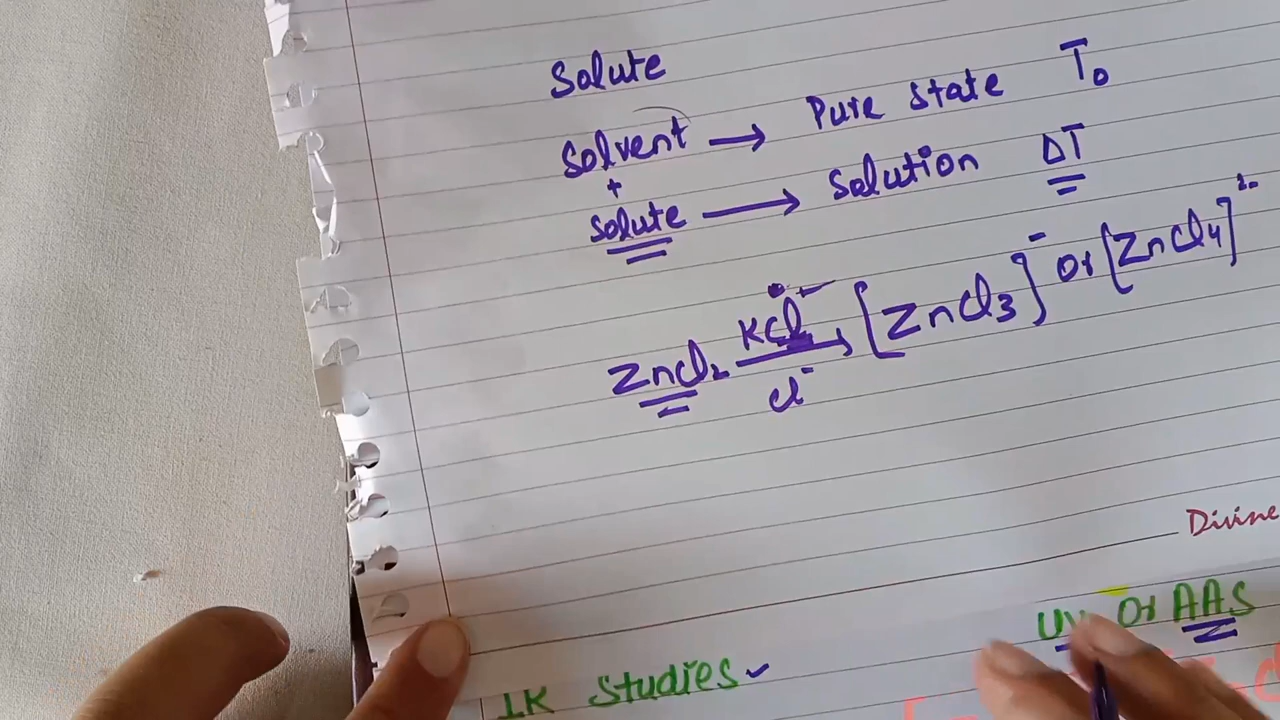 Solute
Solvent → Pure state T₀
+
Solute → Solution ΔT
ZnCl₂ KCl → Cl⁻ [ZnCl₃]⁻ or [ZnCl₄]²⁻
Divine
UV or AAS
IR Studies ✓